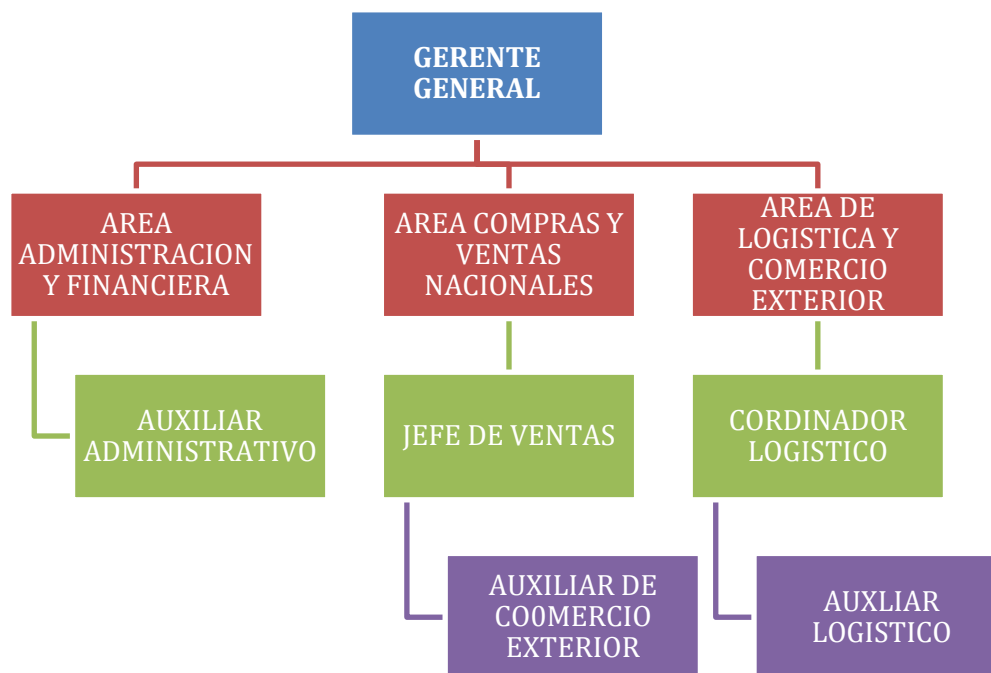 GERENTE
GENERAL
AREA
ADMINISTRACION
Y FINANCIERA
AREA COMPRAS Y
VENTAS
NACIONALES
AREA DE
LOGISTICA Y
COMERCIO
EXTERIOR
AUXILIAR
ADMINISTRATIVO
JEFE DE VENTAS
CORDINADOR
LOGISTICO
AUXILIAR DE
CO0MERCIO
EXTERIOR
AUXLIAR
LOGISTICO